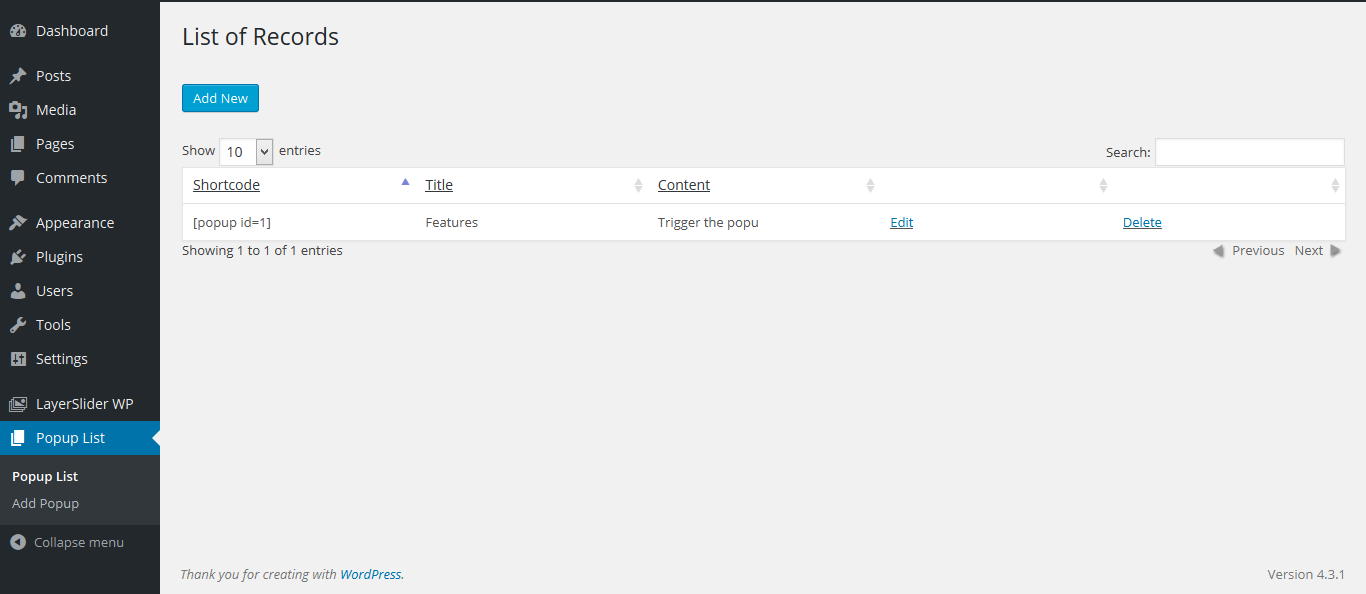 Dashboard
Posts
Media
Pages
Comments
Appearance
Plugins
Users
Tools
Settings
LayerSlider WP
Popup List
Popup List
Add Popup
Collapse menu
List of Records
Add New
Show 10 entries
Search:
Shortcode Title Content
[popup id=1] Features Trigger the popu Edit Delete
Showing 1 to 1 of 1 entries
Previous Next
Thank you for creating with WordPress.
Version 4.3.1